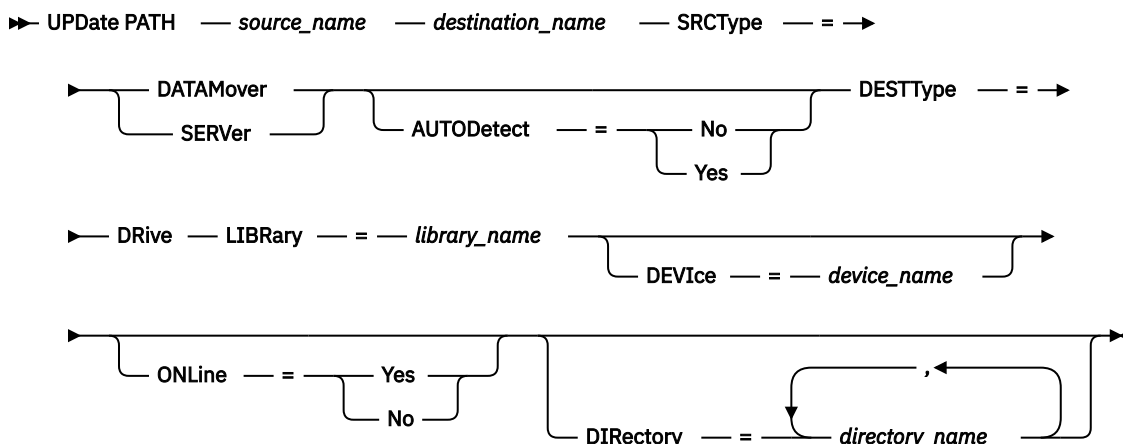 UPDate PATH source_name destination_name SRCType =
DATAMover DESTType =
SERVer AUTODetect = No
Yes
DRive LIBRary = library_name
DEVIce = device_name
ONLine = Yes
No
,
DIRectory = directory_name